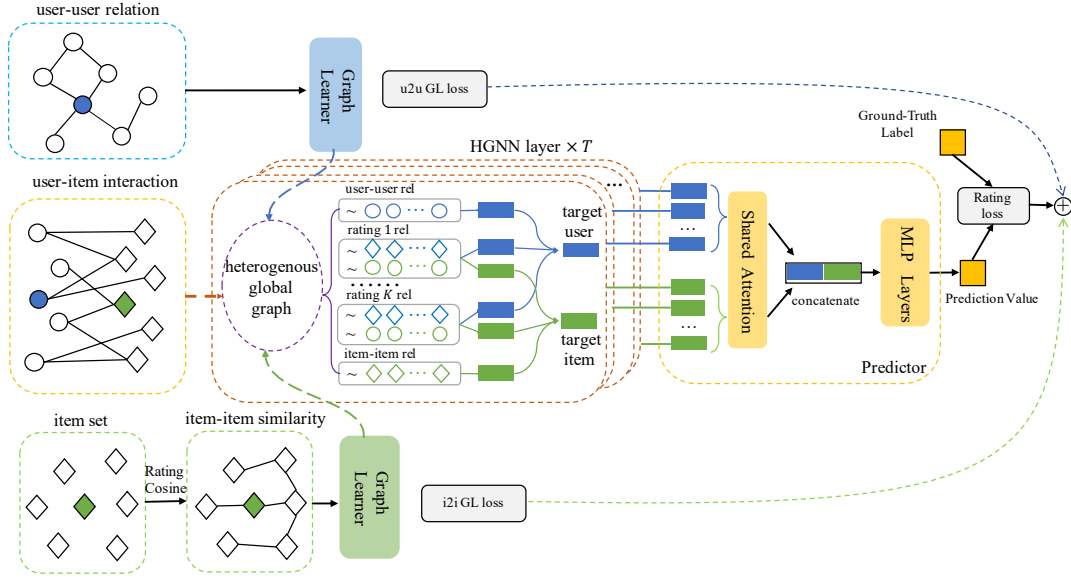 user-user relation
Graph
Learner
u2u GL loss
Ground-Truth
Label
HGNN layer × T
user-item interaction
user-user rel
~
...
rating 1 rel
~ ...
~ ...
......
rating K rel
~ ...
~ ...
item-item rel
~ ...
heterogenous
global
graph
target
user
target
item
...
...
...
Shared Attention
concatenate
MLP Layers
Prediction Value
Rating
loss
Predictor
item set
item-item similarity
Rating
Cosine
Graph
Learner
i2i GL loss